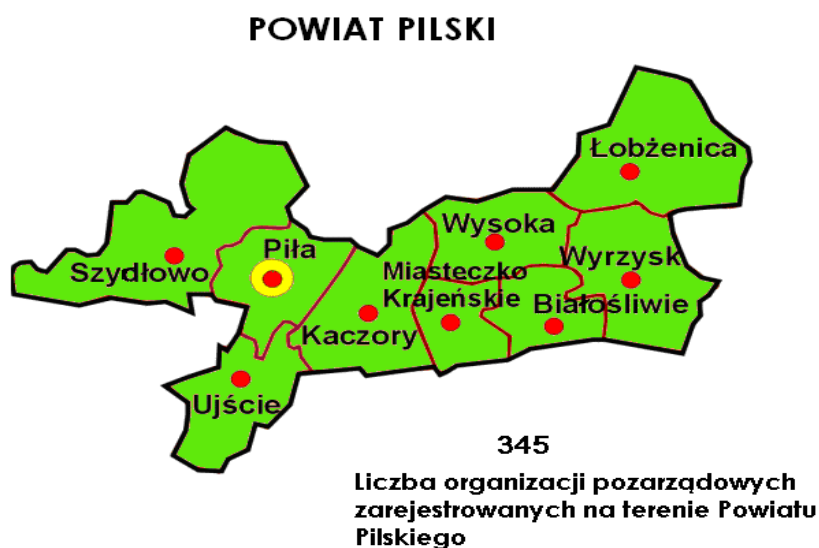 POWIAT PILSKI
Łobżenica
Wysoka
Piła
Wyrzysk
Szydłowo
Miasteczko
Krajeńskie
Białośliwie
Kaczory
Ujście
345
Liczba organizacji pozarządowych
zarejestrowanych na terenie Powiatu
Pilskiego